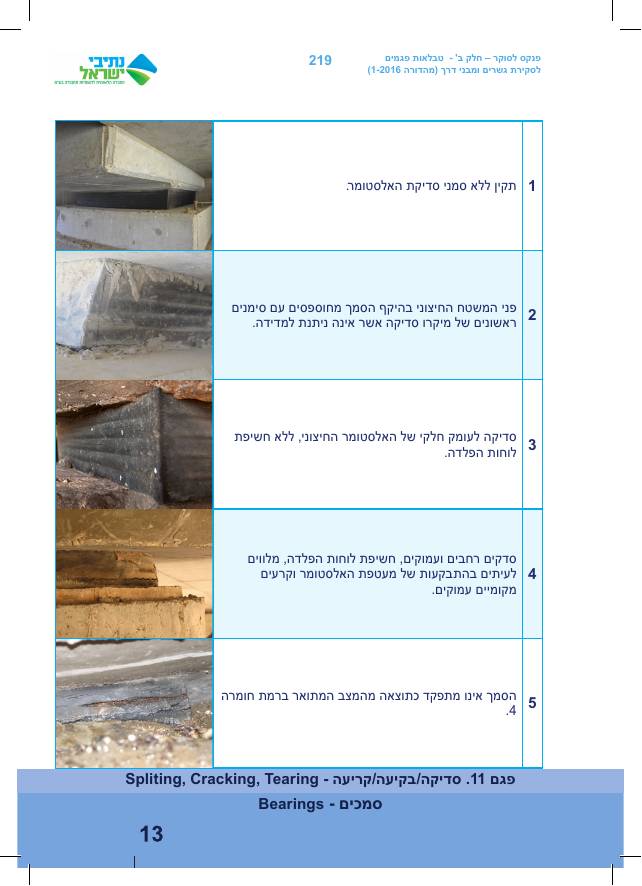 פנקס לסוקר – חלק ב' - טבלאות פגמים
לסקירת גשרים ומבני דרך (מהדורה 1-2016)
219
נתיבי
ישראל
1
תקין ללא סמני סדיקת האלסטומר.
2
פני המשטח החיצוני בהיקף הסמך מחוספסים עם סימנים
ראשונים של מיקרו סדיקה אשר אינה ניתנת למדידה.
3
סדיקה לעומק חלקי של האלסטומר החיצוני, ללא חשיפת
לוחות הפלדה.
4
סדקים רחבים ועמוקים, חשיפת לוחות הפלדה, מלווים
לעיתים בהתבקעות של מעטפת האלסטומר וקרעים
מקומיים עמוקים.
5
הסמך אינו מתפקד כתוצאה מהמצב המתואר ברמת חומרה
4.
פגם 11. סדיקה/בקיעה/קריעה - Spliting, Cracking, Tearing
סמכים - Bearings
13